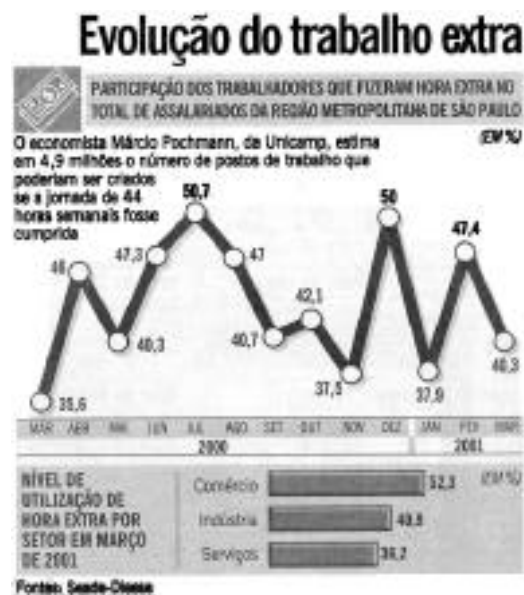 Evolução do trabalho extra
PARTICIPAÇÃO DOS TRABALHADORES QUE FIZERAM HORA EXTRA NO
TOTAL DE ASSALARIADOS DA REGIÃO METROPOLITANA DE SÃO PAULO
(EM %)
O economista Márcio Pochmann, da Unicamp, estima
em 4,9 milhões o número de postos de trabalho que
poderiam ser criados
se a jornada de 44
horas semanais fosse
cumprida
35,6
46
40,3
47,3
50,7
47
40,7
42,1
37,5
50
37,9
47,4
40,3
MAR ABR MAI JUN JUL AGO SET OUT NOV DEZ JAN FEV MAR
2000 2001
NÍVEL DE
UTILIZAÇÃO DE
HORA EXTRA POR
SETOR EM MARÇO
DE 2001
(EM %)
Comércio 52,3
Indústria 40,9
Serviços 36,2
Fontes: Seade-Dieese